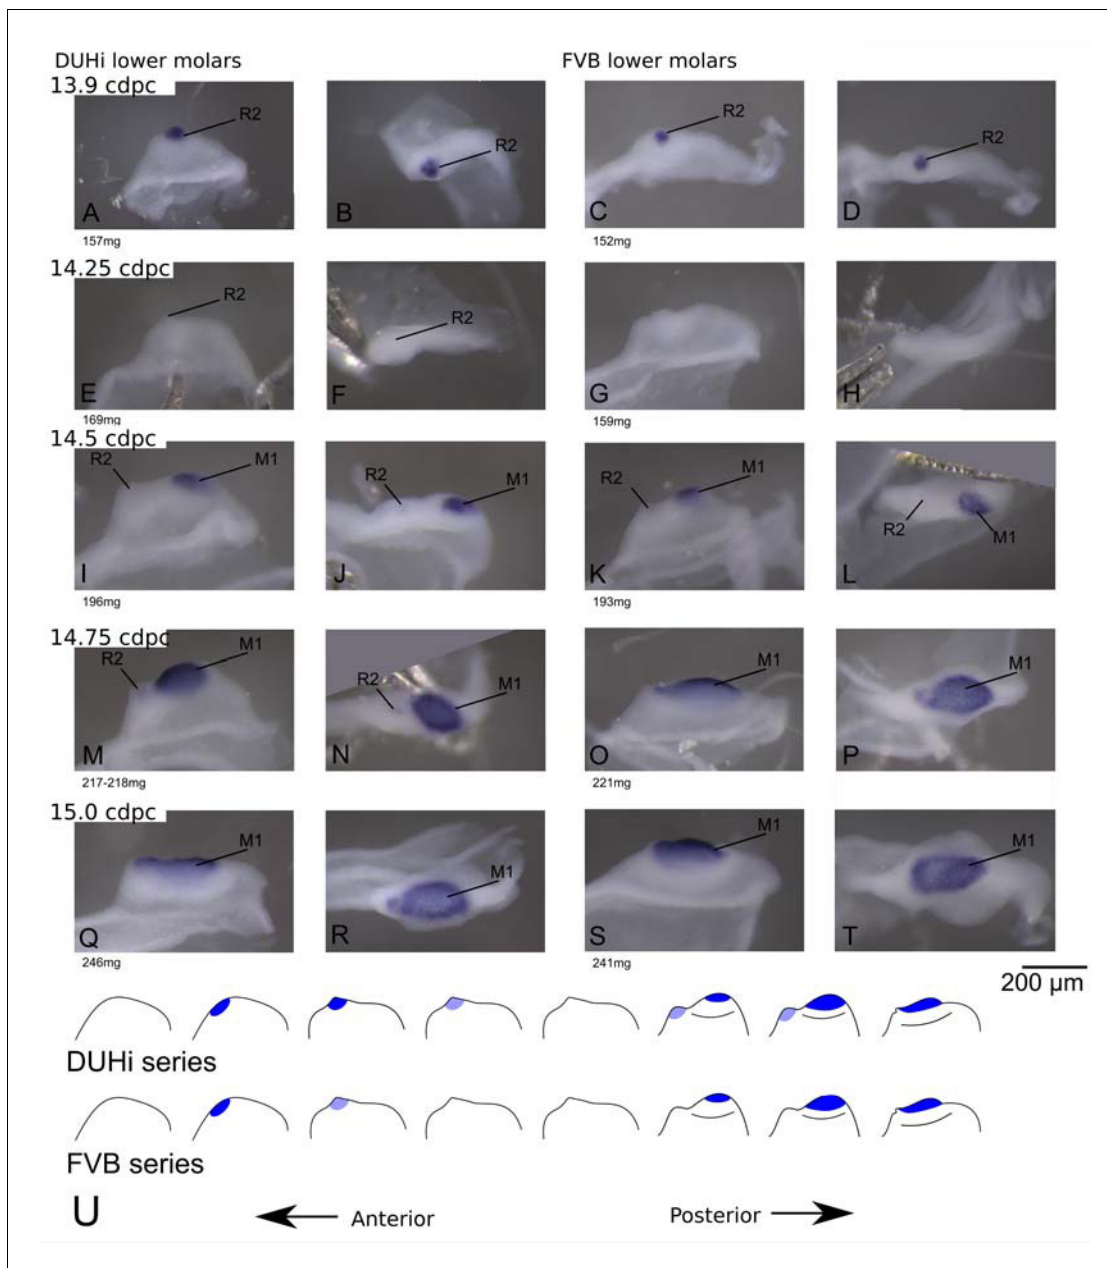 DUHi lower molars FVB lower molars
13.9 cdpc
R2 R2 R2 R2
A B C D
157mg 152mg
14.25 cdpc
R2 R2
E F G H
169mg 159mg
14.5 cdpc
R2 M1 R2 M1 R2 M1 R2 M1
I J K L
196mg 193mg
14.75 cdpc
R2 M1 R2 M1 M1 M1
M N O P
217-218mg 221mg
15.0 cdpc
M1 M1 M1 M1
Q R S T
246mg 241mg
200 µm
DUHi series
FVB series
U Anterior Posterior